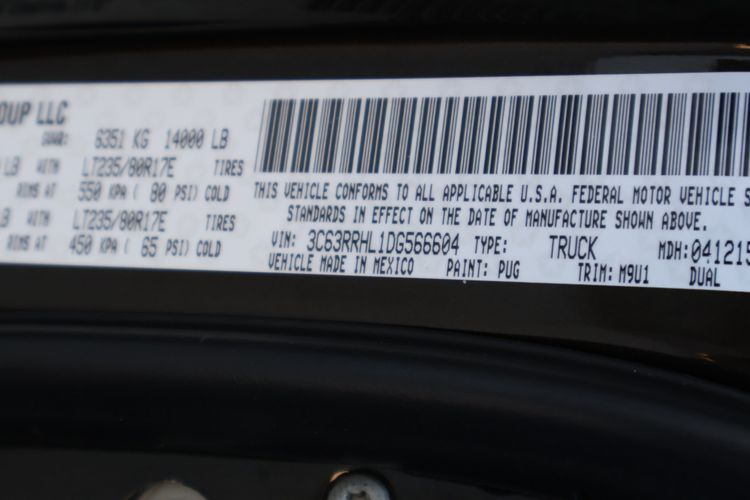 OUP LLC
GVWR: 6351 KG 14000 LB
LB WITH LT235/80R17E TIRES
RIMS AT 550 KPA ( 80 PSI) COLD
LB WITH LT235/80R17E TIRES
RIMS AT 450 KPA ( 65 PSI) COLD
THIS VEHICLE CONFORMS TO ALL APPLICABLE U.S.A. FEDERAL MOTOR VEHICLE S
STANDARDS IN EFFECT ON THE DATE OF MANUFACTURE SHOWN ABOVE.
VIN: 3C63RRHL1DG566604 TYPE: TRUCK MDH: 041215
VEHICLE MADE IN MEXICO PAINT: PUG TRIM: M9U1 DUAL